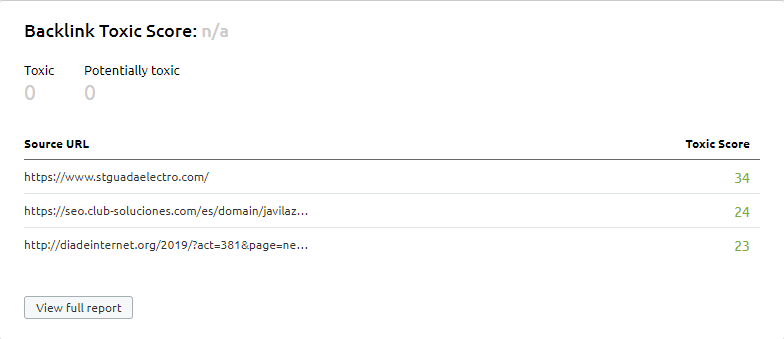 Backlink Toxic Score: n/a
Toxic Potentially toxic
0 0
Source URL Toxic Score
https://www.stguadaelectro.com/ 34
https://seo.club-soluciones.com/es/domain/javilaz... 24
http://diadeinternet.org/2019/?act=381&page=ne... 23
View full report